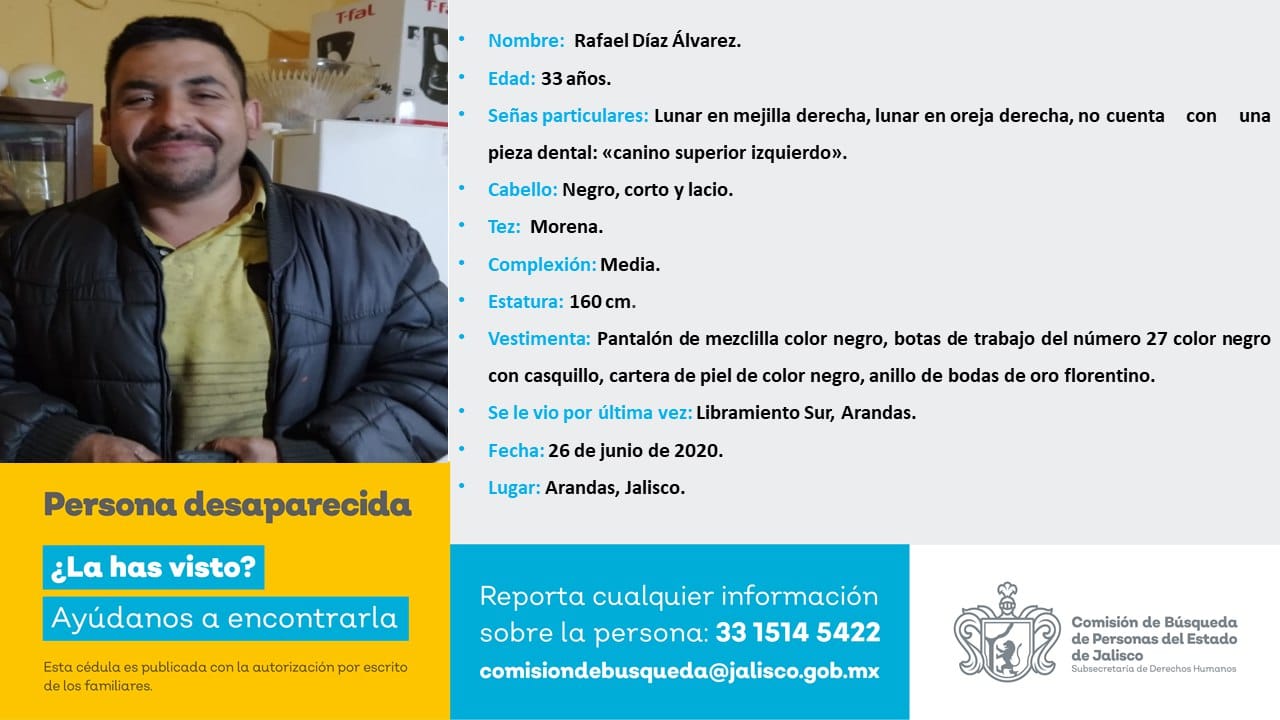 T-fal
T-f
• Nombre: Rafael Díaz Álvarez.
• Edad: 33 años.
• Señas particulares: Lunar en mejilla derecha, lunar en oreja derecha, no cuenta con una
pieza dental: «canino superior izquierdo».
• Cabello: Negro, corto y lacio.
• Tez: Morena.
• Complexión: Media.
• Estatura: 160 cm.
• Vestimenta: Pantalón de mezclilla color negro, botas de trabajo del número 27 color negro
con casquillo, cartera de piel de color negro, anillo de bodas de oro florentino.
• Se le vio por última vez: Libramiento Sur, Arandas.
• Fecha: 26 de junio de 2020.
• Lugar: Arandas, Jalisco.
Persona desaparecida
¿La has visto?
Ayúdanos a encontrarla
Esta cédula es publicada con la autorización por escrito
de los familiares.
Reporta cualquier información
sobre la persona: 33 1514 5422
comisiondebusqueda@jalisco.gob.mx
Comisión de Búsqueda
de Personas del Estado
de Jalisco
Subsecretaría de Derechos Humanos